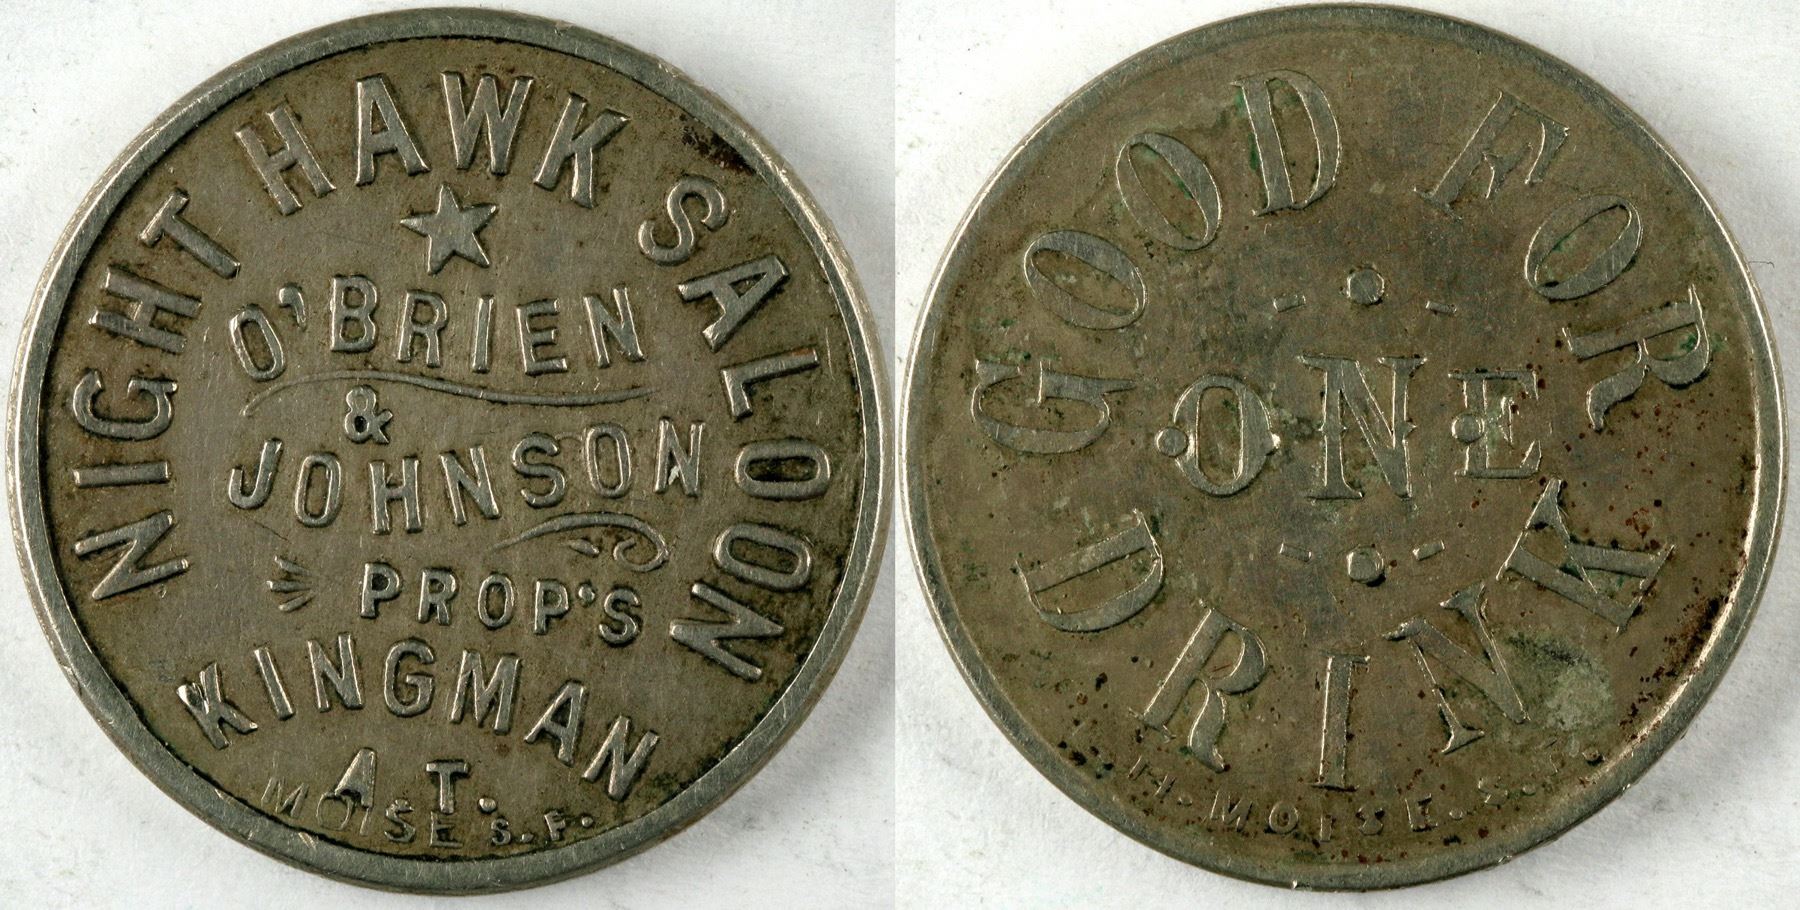 NIGHT HAWK SALOON
O'BRIEN
&
JOHNSON
PROP'S
KINGMAN
A.T.
MOISE S.F.
GOOD FOR
ONE
DRINK
H. MOISE. S.F.